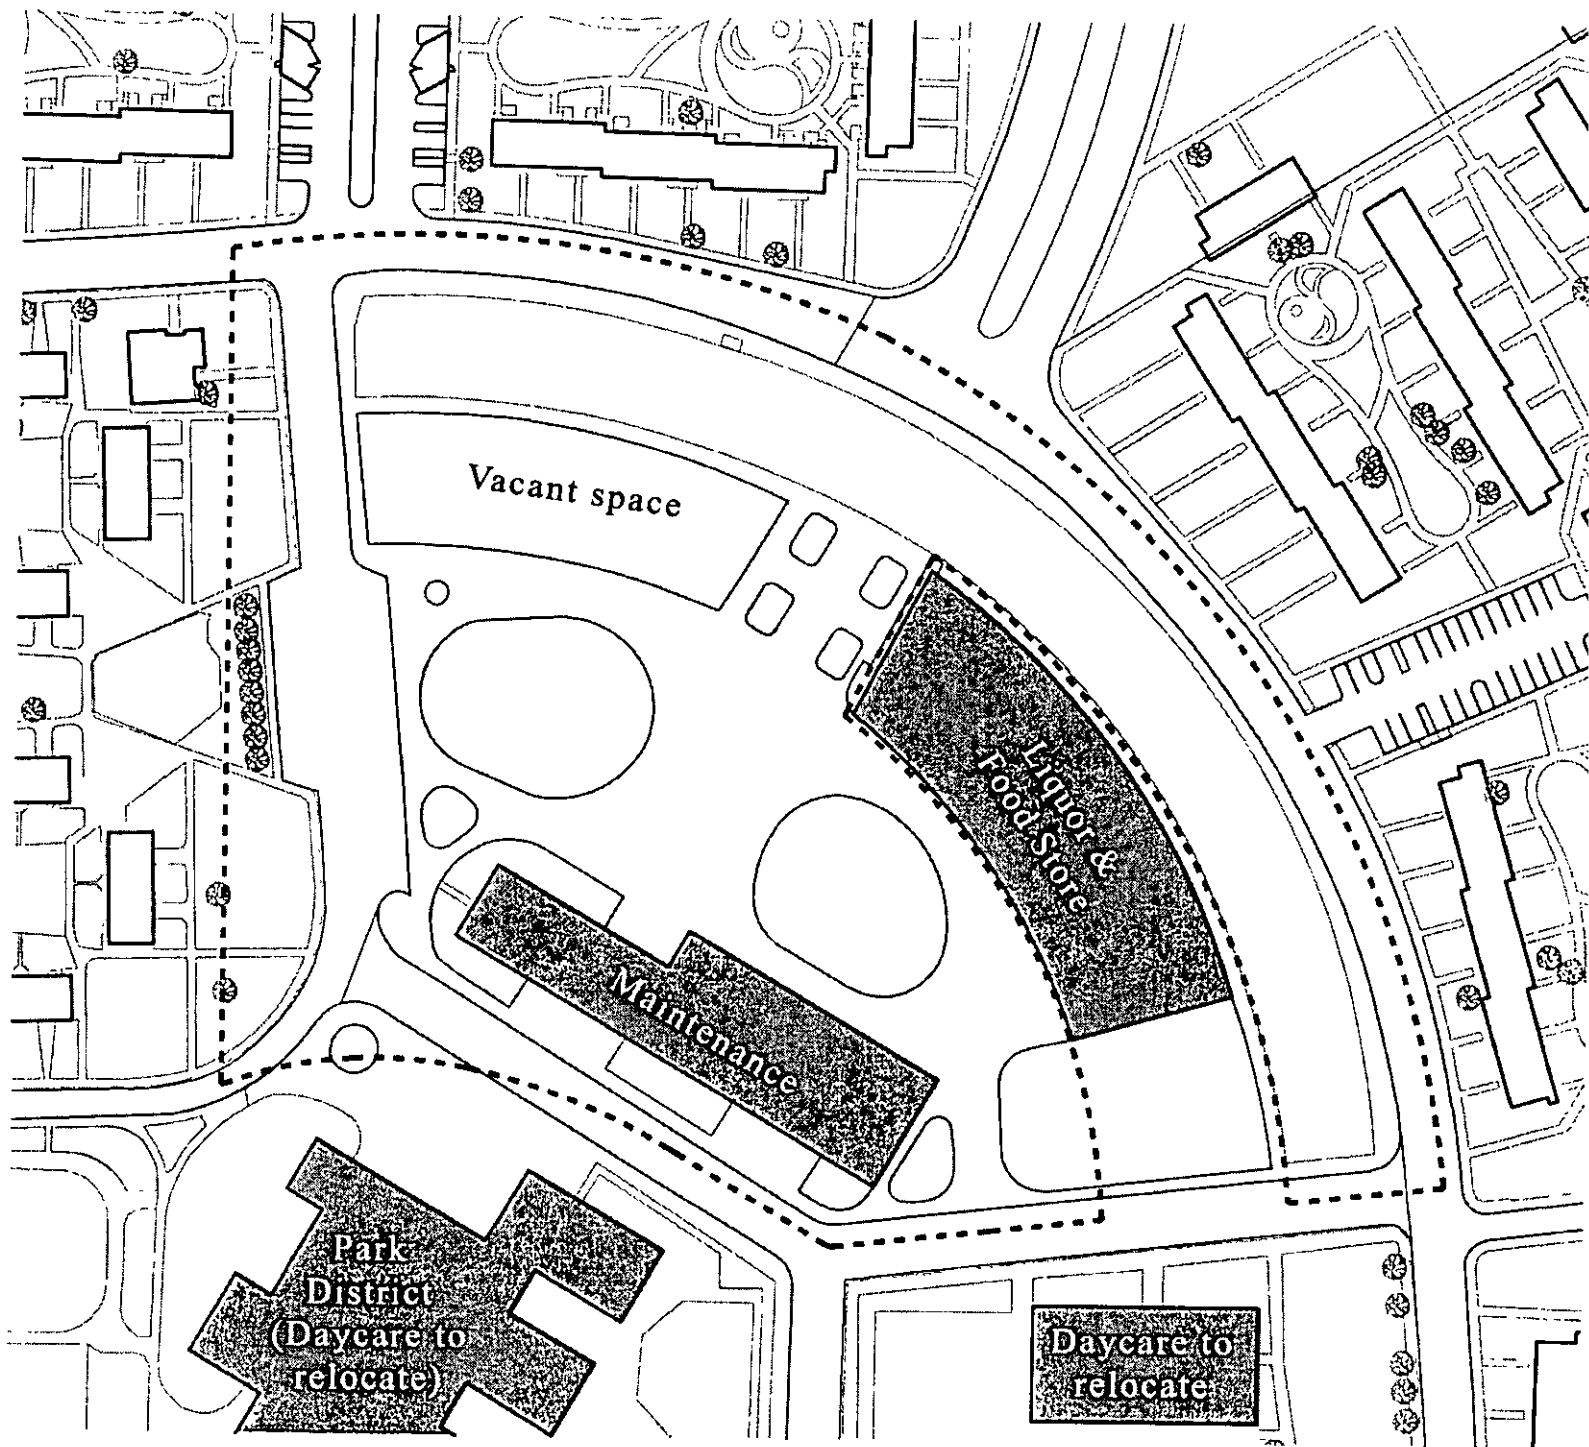 Vacant space
Liquor &
Food Store
Maintenance
Park
District
(Daycare to
relocate)
Daycare to
relocate